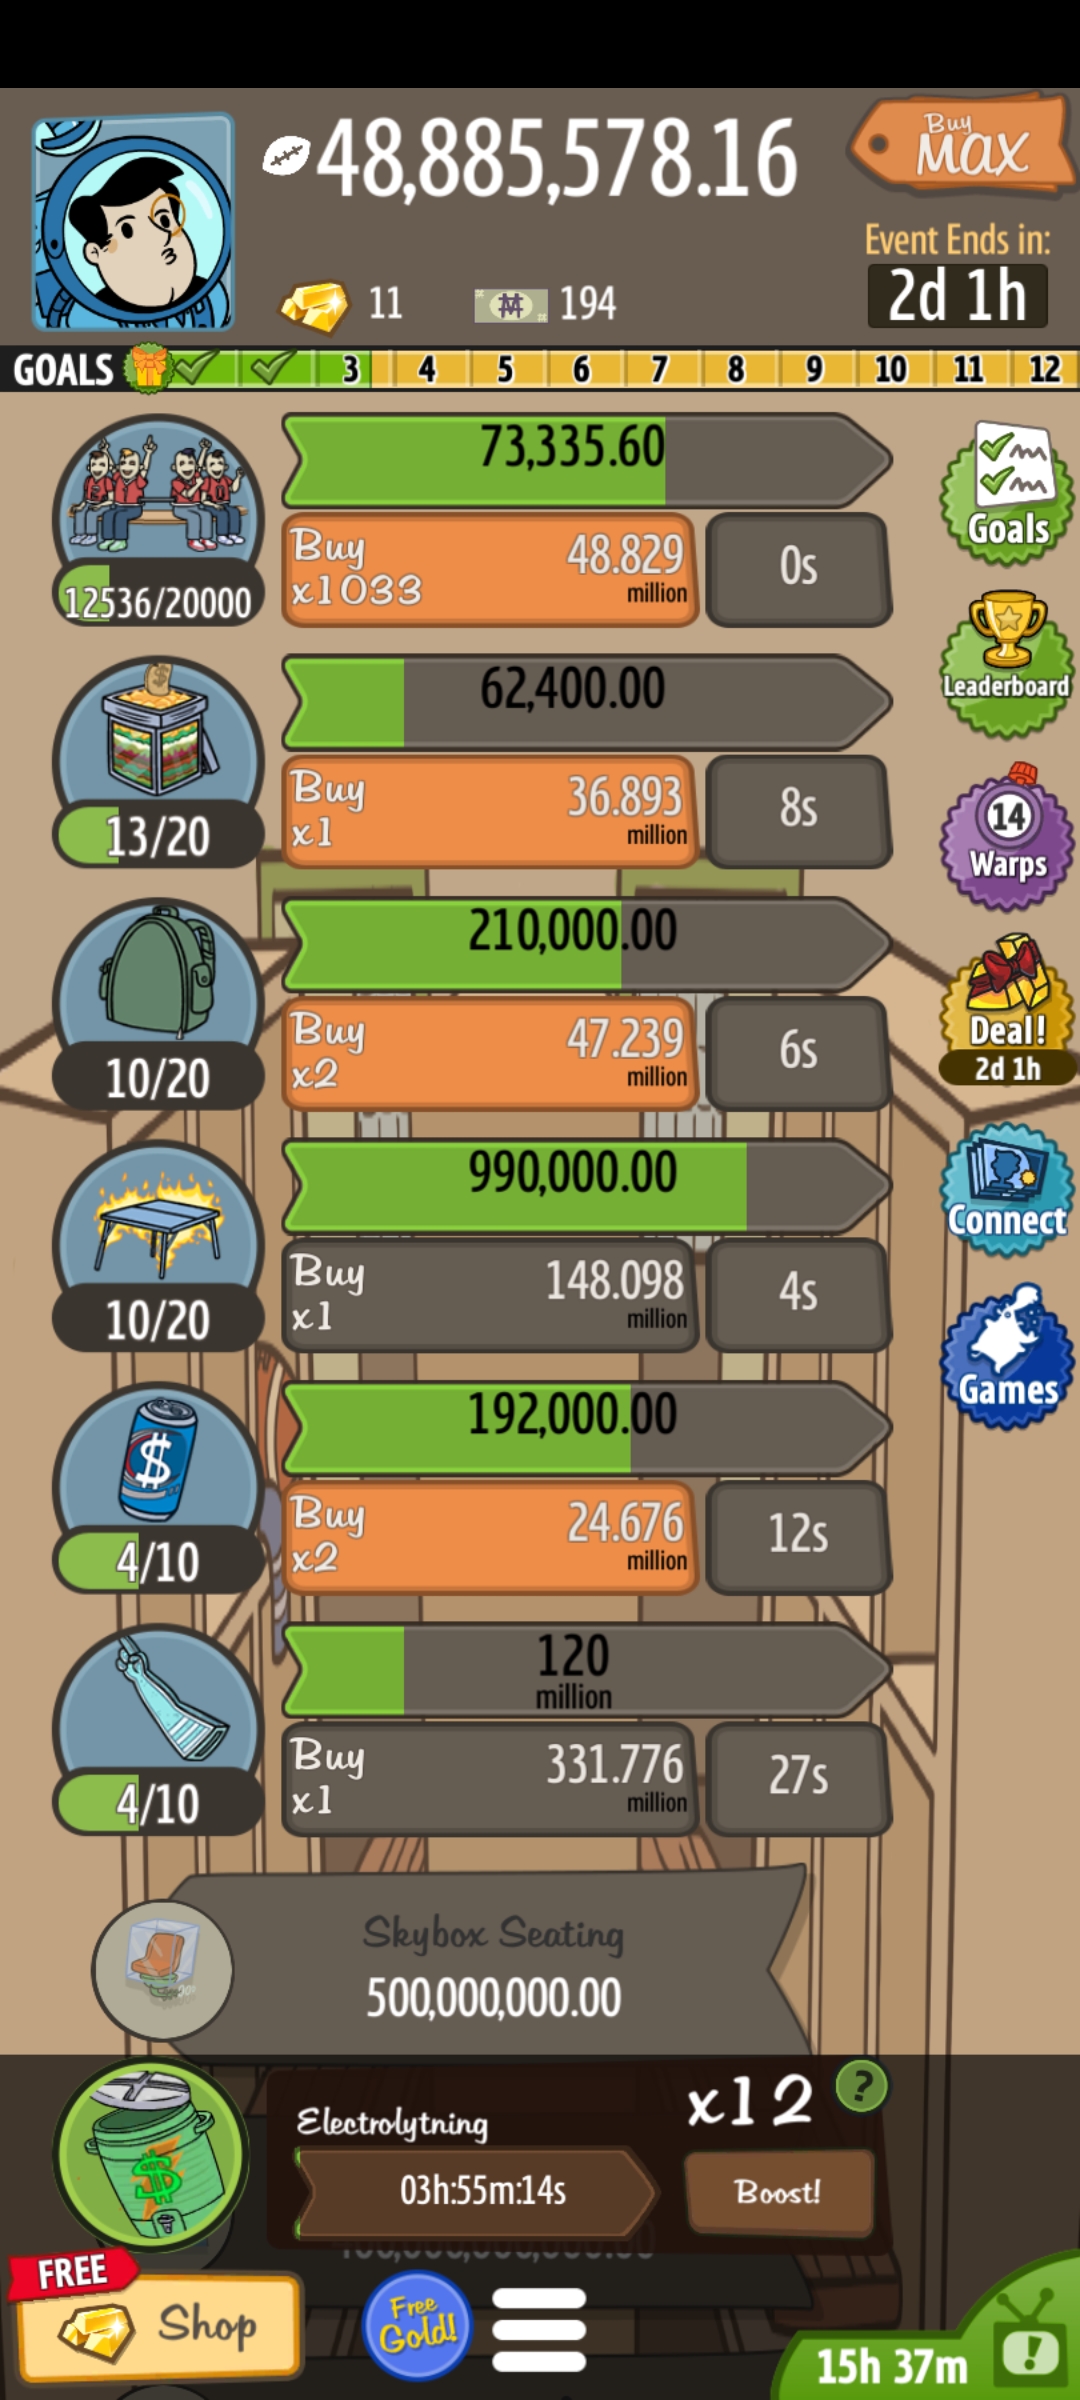 48,885,578.16
Buy
MAX
Event Ends in:
2d 1h
11
194
GOALS 3 4 5 6 7 8 9 10 11 12
73,335.60
Buy
x1033
48.829
million
0s
12536/20000
Goals
62,400.00
Buy
x1
36.893
million
8s
13/20
Leaderboard
210,000.00
Buy
x2
47.239
million
6s
10/20
14
Warps
Deal!
2d 1h
990,000.00
Buy
x1
148.098
million
4s
10/20
Connect
192,000.00
Buy
x2
24.676
million
12s
4/10
Games
120
million
Buy
x1
331.776
million
27s
4/10
Skybox Seating
500,000,000.00
Electrolytning
x12
?
03h:55m:14s
Boost!
FREE
Shop
Free
Gold!
15h 37m